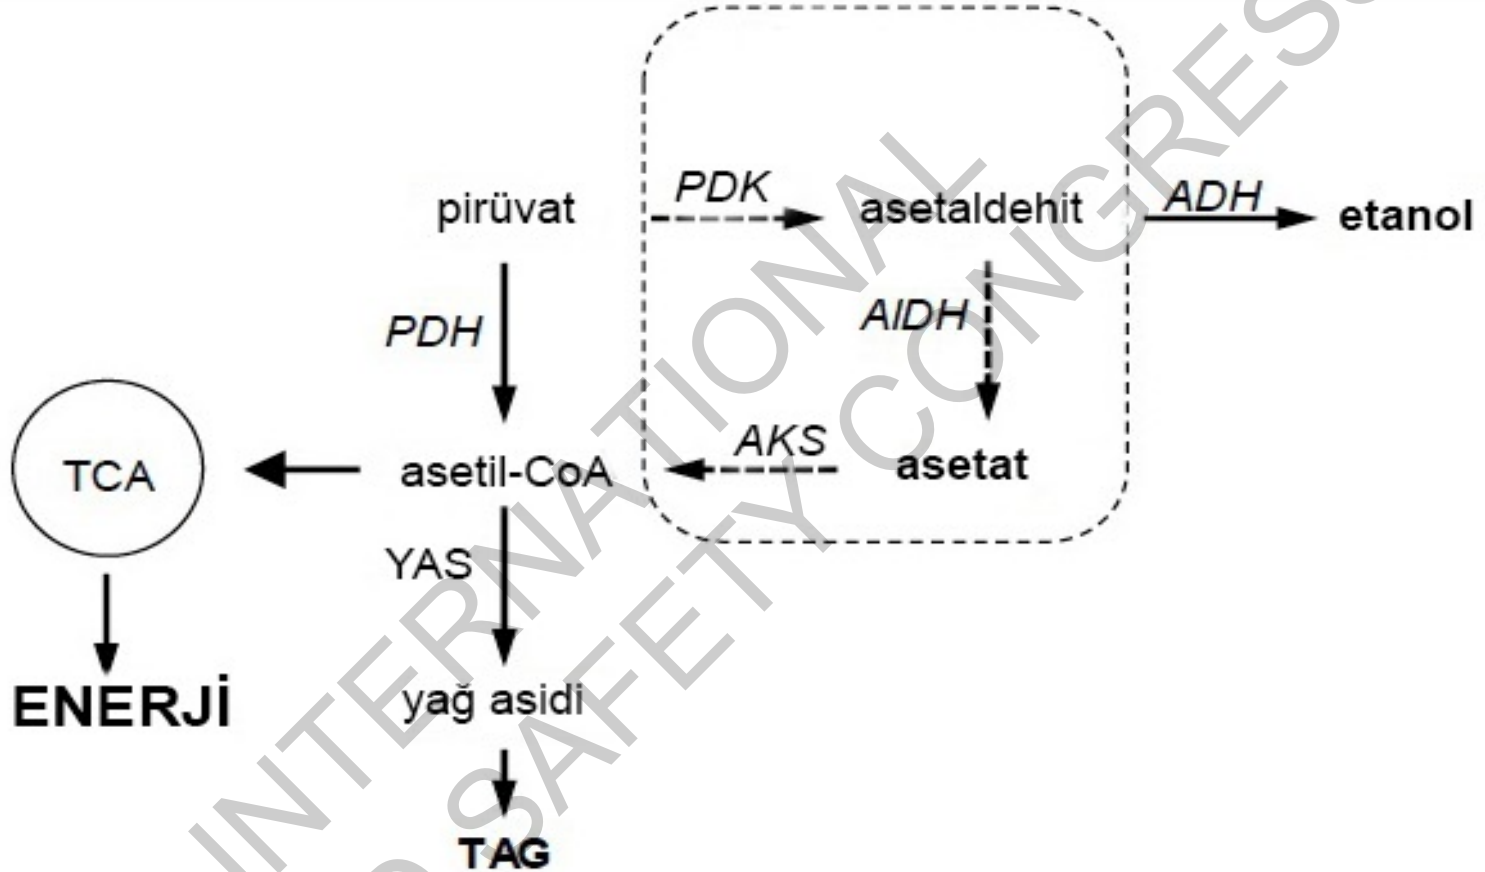 PDK
ADH
pirüvat
asetaldehit
etanol
PDH
AlDH
TCA
asetil-CoA
AKS
asetat
YAS
ENERJİ
yağ asidi
TAG
INTERNATIONAL
SAFETY CONGRESS